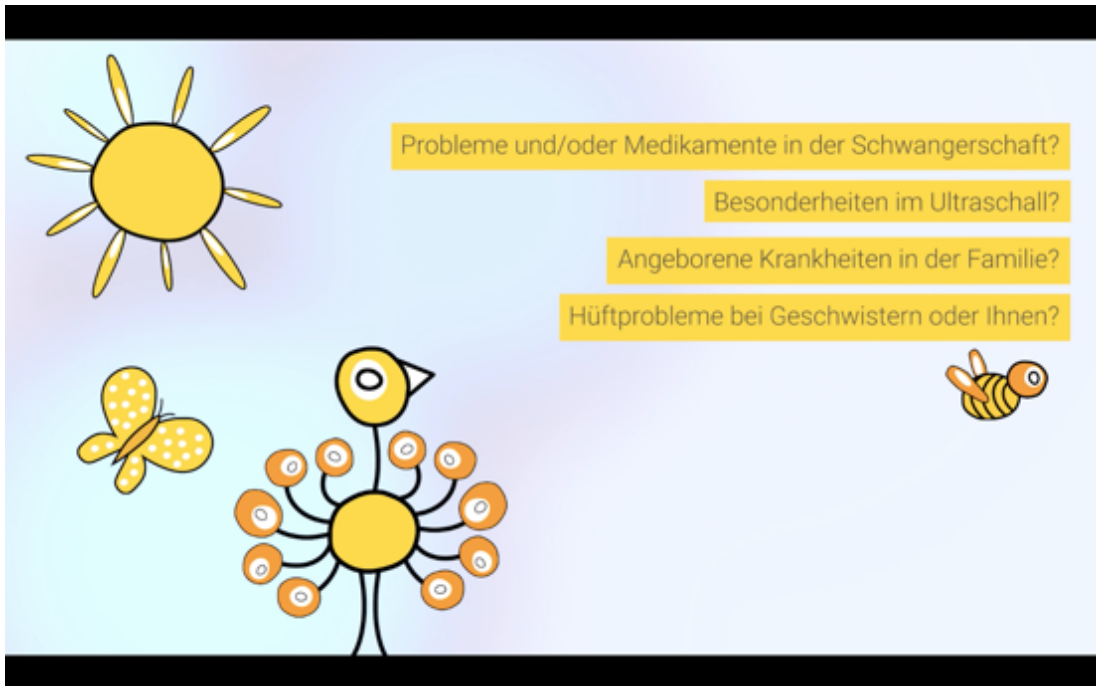 Probleme und/oder Medikamente in der Schwangerschaft?
Besonderheiten im Ultraschall?
Angeborene Krankheiten in der Familie?
Hüftprobleme bei Geschwistern oder Ihnen?